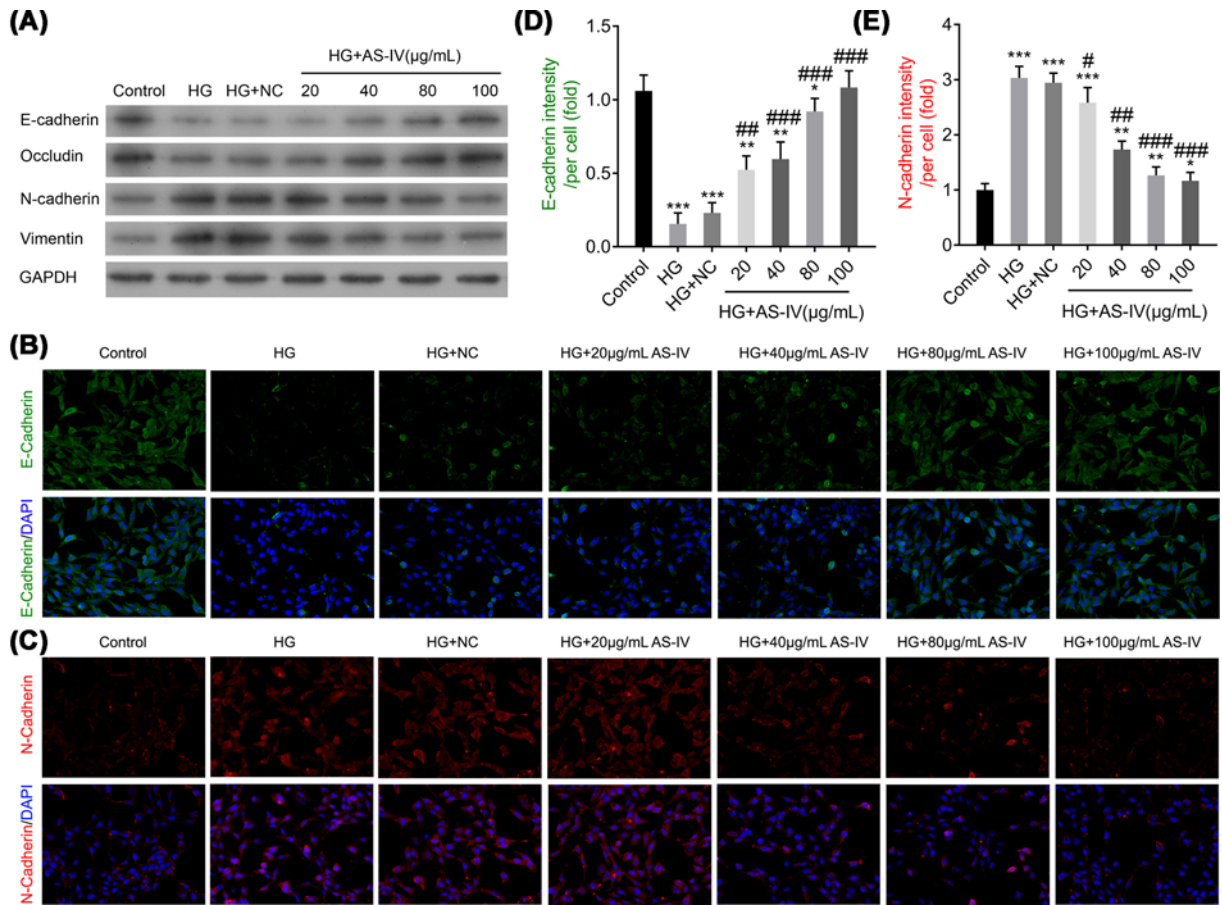 (A)
HG+AS-IV(µg/mL)
Control HG HG+NC 20 40 80 100
E-cadherin
Occludin
N-cadherin
Vimentin
GAPDH
(D)
E-cadherin intensity
/per cell (fold)
1.5
1.0
0.5
0.0
*** *** ** ** *
## ### ### ###
Control HG HG+NC 20 40 80 100
HG+AS-IV(µg/mL)
(E)
N-cadherin intensity
/per cell (fold)
4
3
2
1
0
*** *** *** ** ** *
# ## ### ###
Control HG HG+NC 20 40 80 100
HG+AS-IV(µg/mL)
(B)
Control HG HG+NC HG+20µg/mL AS-IV HG+40µg/mL AS-IV HG+80µg/mL AS-IV HG+100µg/mL AS-IV
E-Cadherin
E-Cadherin/DAPI
(C)
Control HG HG+NC HG+20µg/mL AS-IV HG+40µg/mL AS-IV HG+80µg/mL AS-IV HG+100µg/mL AS-IV
N-Cadherin
N-Cadherin/DAPI